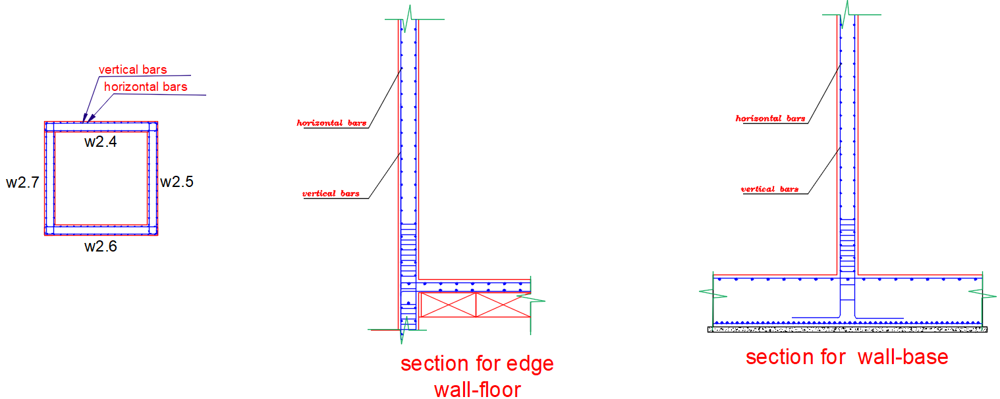 vertical bars
horizontal bars
w2.4
w2.7
w2.5
w2.6
horizontal bars
vertical bars
section for edge
wall-floor
horizontal bars
vertical bars
section for wall-base